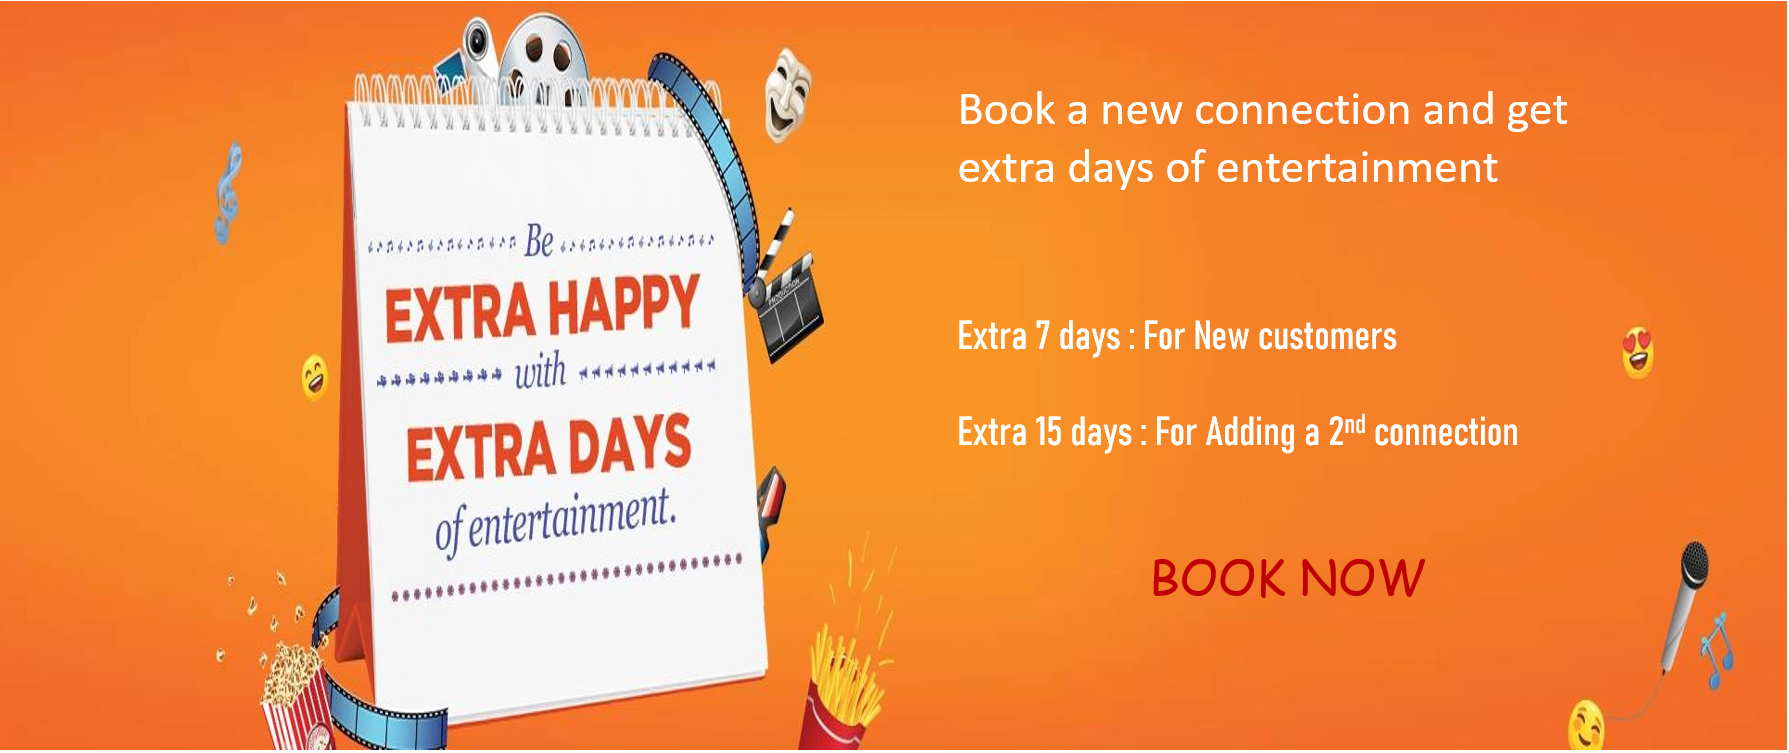 Be
EXTRA HAPPY
with
EXTRA DAYS
of entertainment.
PRODUCTION
Book a new connection and get
extra days of entertainment
Extra 7 days : For New customers
Extra 15 days : For Adding a 2nd connection
BOOK NOW